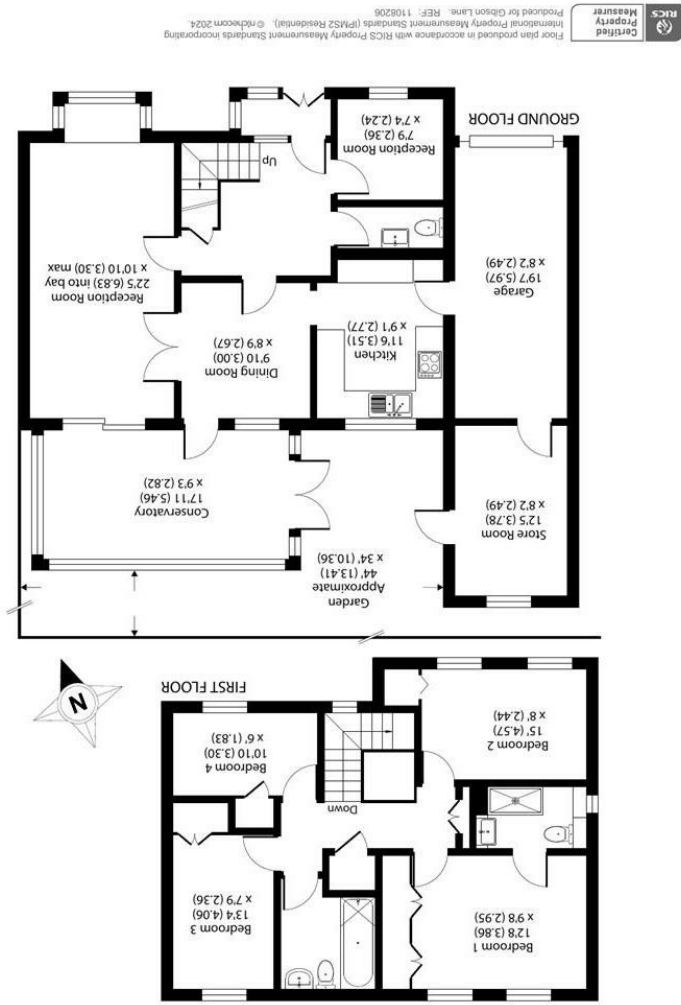 Bedroom 1
12'8 (3.86)
x 9'8 (2.95)
Bedroom 3
13'4 (4.06)
x 7'9 (2.36)
Down
Bedroom 2
15' (4.57)
x 8' (2.44)
Bedroom 4
10'10 (3.30)
x 6' (1.83)
FIRST FLOOR
N
Garden
Approximate
44' (13.41)
x 34' (10.36)
Store Room
12'5 (3.78)
x 8'2 (2.49)
Conservatory
17'11 (5.46)
x 9'3 (2.82)
Kitchen
11'6 (3.51)
x 9'1 (2.77)
Dining Room
9'10 (3.00)
x 8'9 (2.67)
Garage
19'7 (5.97)
x 8'2 (2.49)
Reception Room
22'5 (6.83) into bay
x 10'10 (3.30)
max
Up
Reception Room
7'9 (2.36)
x 7'4 (2.24)
GROUND FLOOR
RICS
Certified
Property
Measurer
Floor plan produced in accordance with RICS Property Measurement Standards incorporating
International Property Measurement Standards (IPMS2 Residential). © nichecom 2024.
Produced for Gibson Lane. REF: 1108206